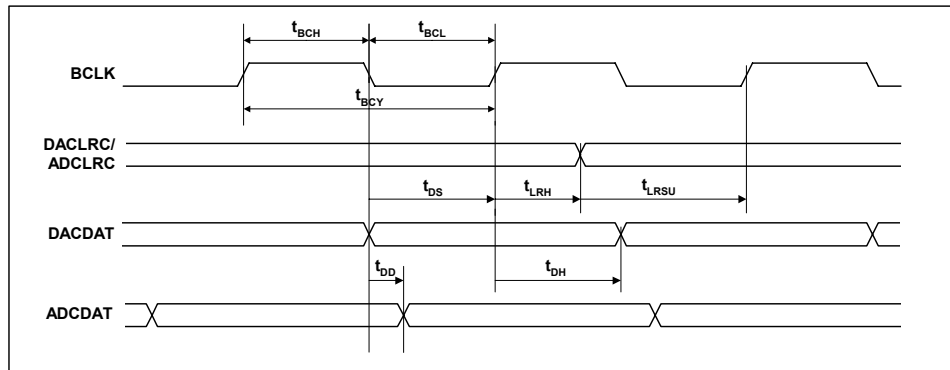 tBCH
tBCL
BCLK
tBCY
DACLRC/
ADCLRC
tDS
tLRH
tLRSU
DACDAT
tDD
tDH
ADCDAT